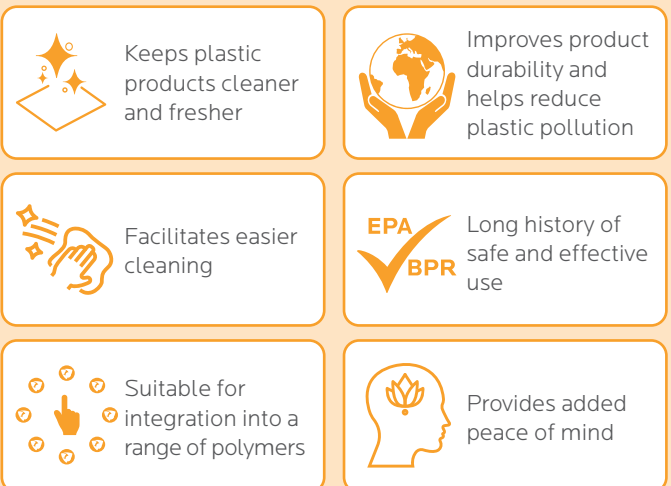 Keeps plastic
products cleaner
and fresher
Improves product
durability and
helps reduce
plastic pollution
Facilitates easier
cleaning
EPA
BPR
Long history of
safe and effective
use
Suitable for
integration into a
range of polymers
Provides added
peace of mind